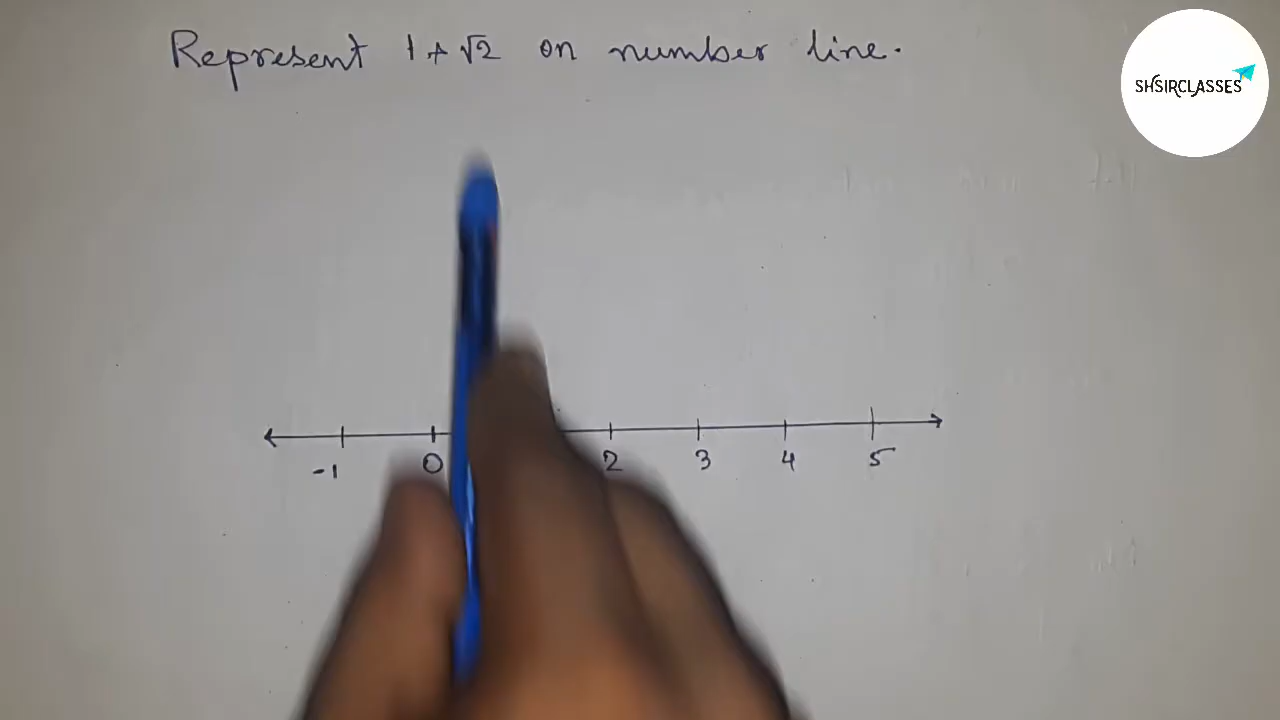 Represent 1 + √2 on number line.
SHSIRCLASSES
-1 0 2 3 4 5